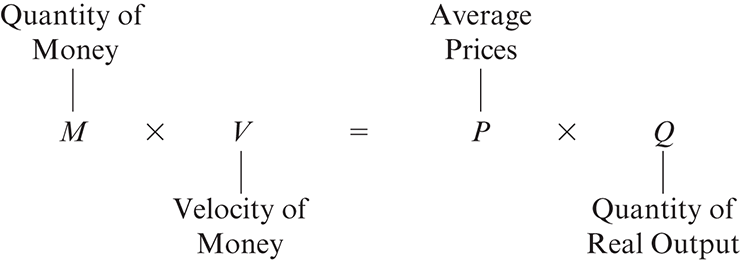 Quantity of
Money
Average
Prices
M × V = P × Q
Velocity of
Money
Quantity of
Real Output